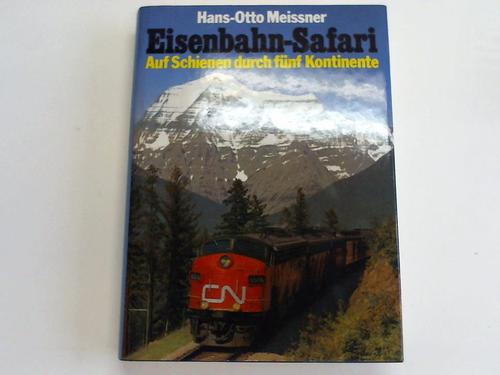 Hans-Otto Meissner
Eisenbahn-Safari
Auf Schienen durch fünf Kontinente
CN